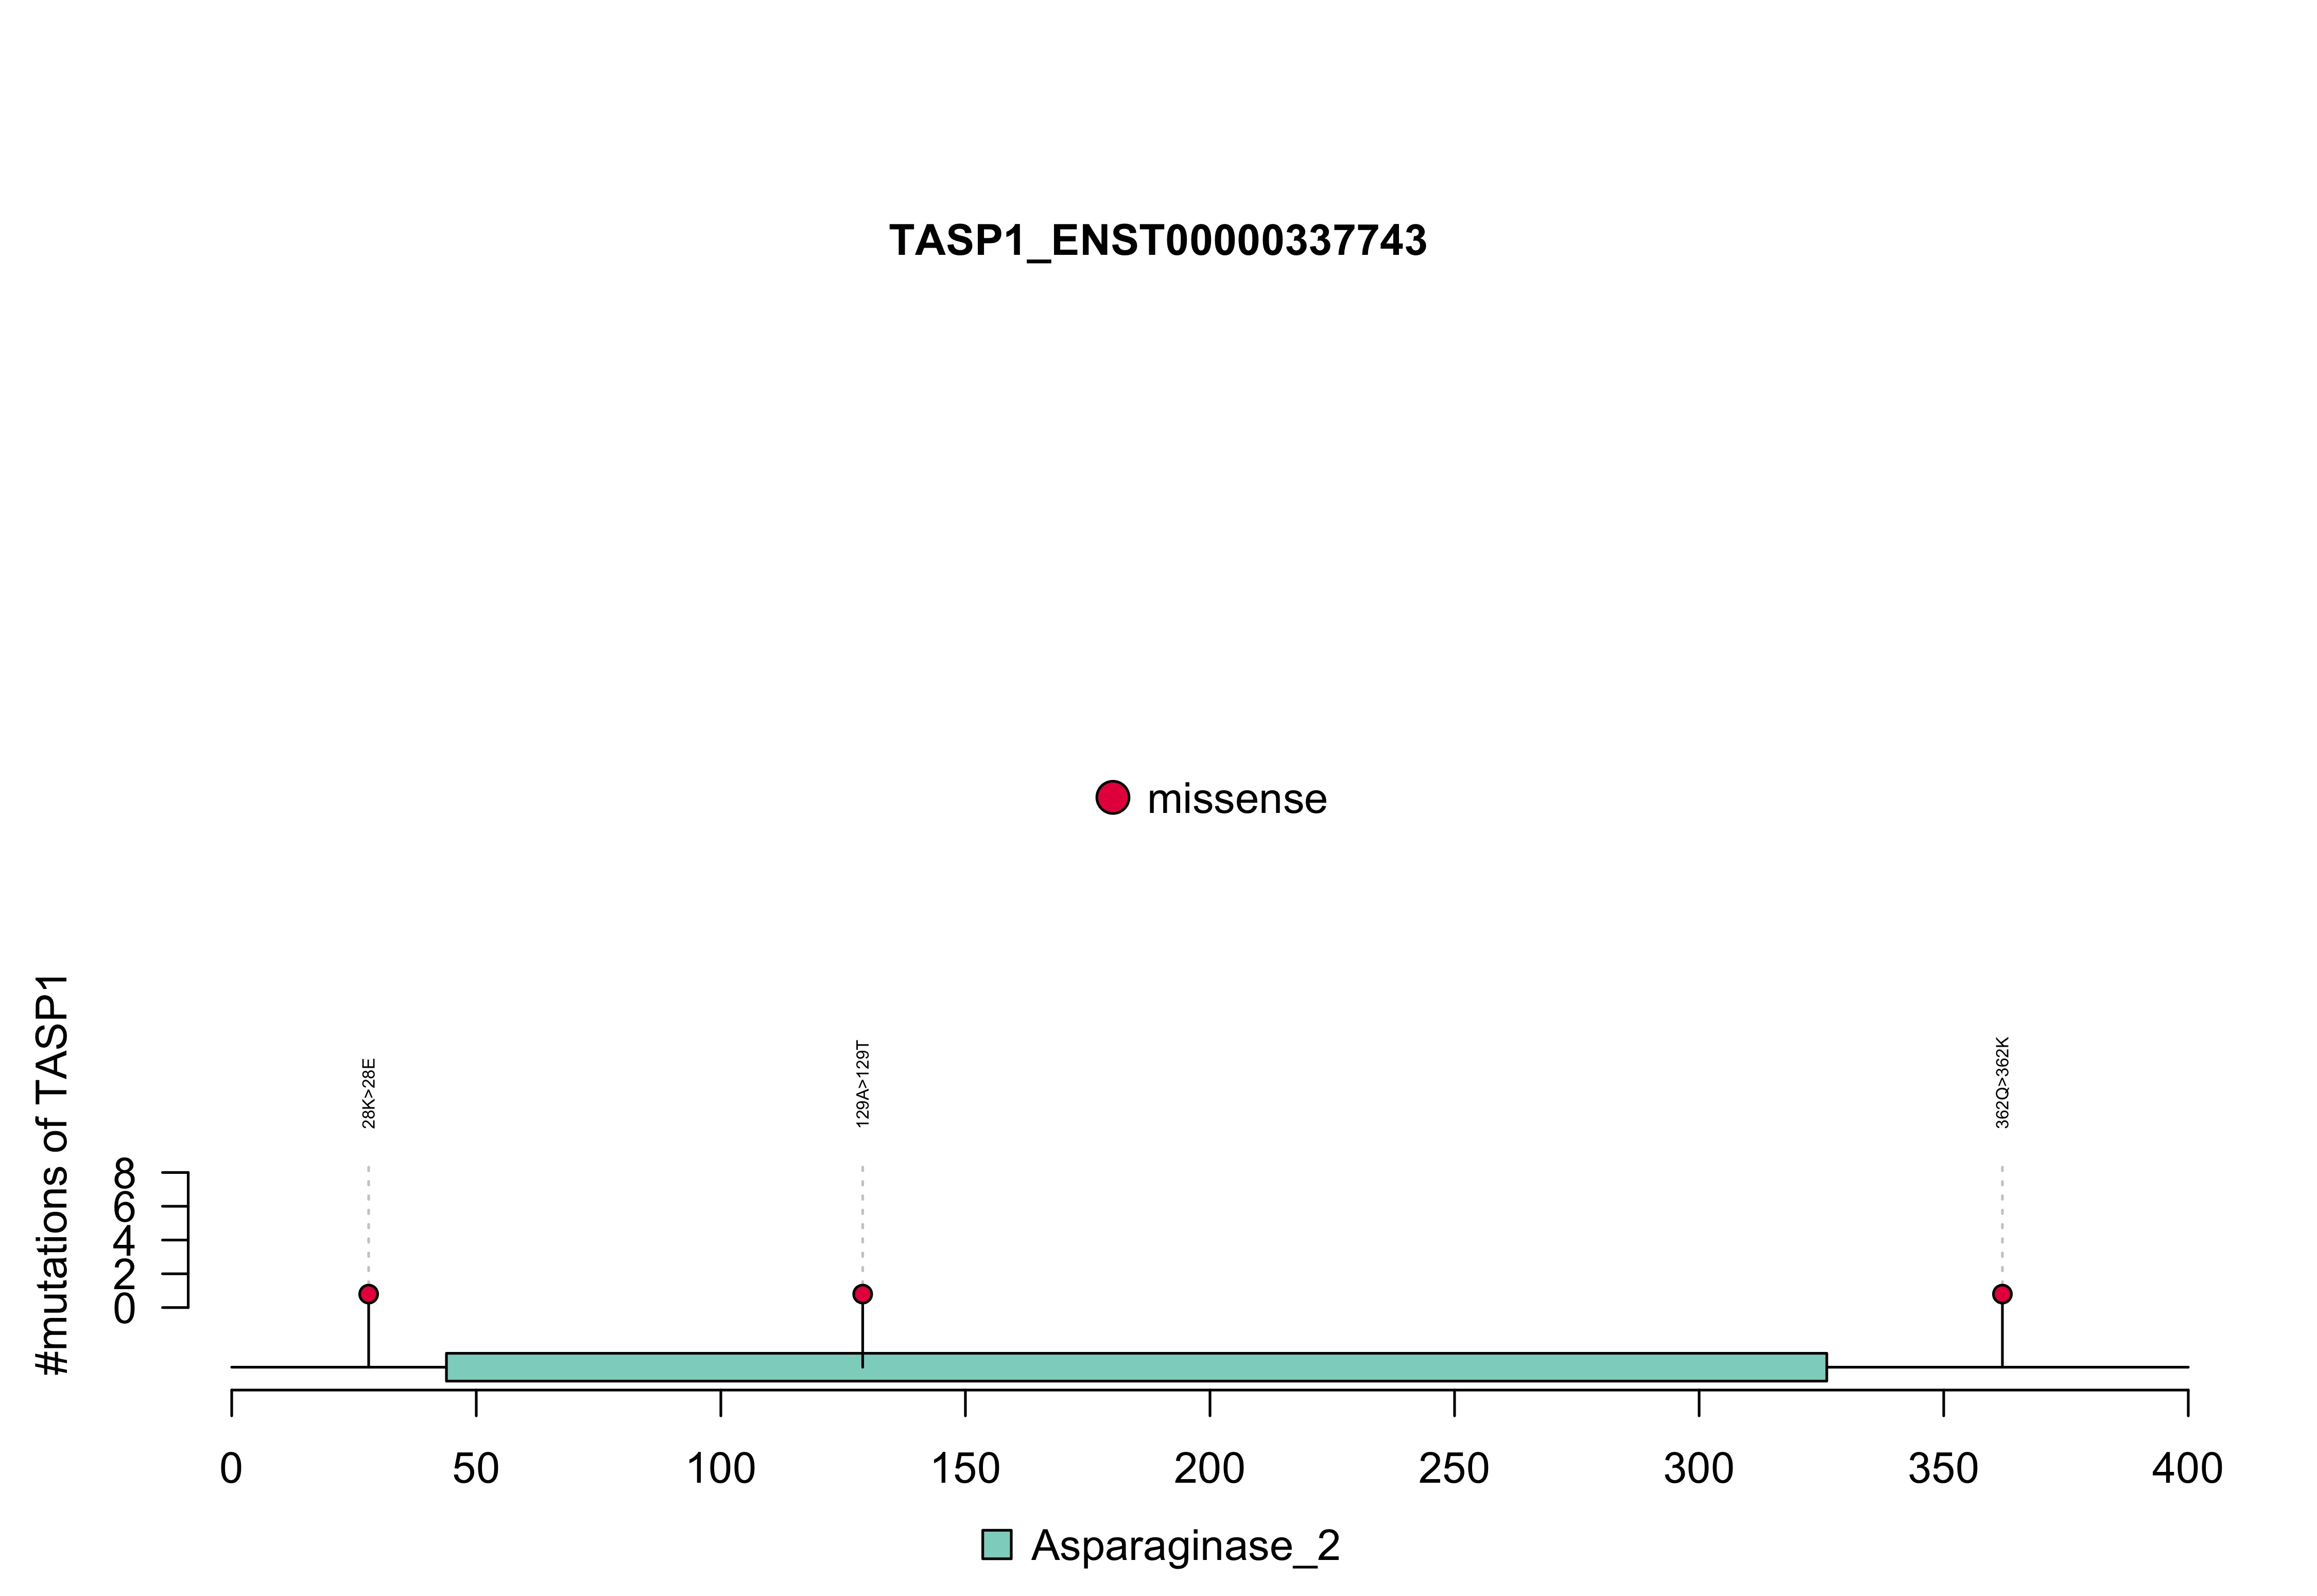 TASP1_ENST00000337743
missense
#mutations of TASP1
28K>28E
129A>129T
362Q>362K
8
6
4
2
0
0 50 100 150 200 250 300 350 400
Asparaginase_2